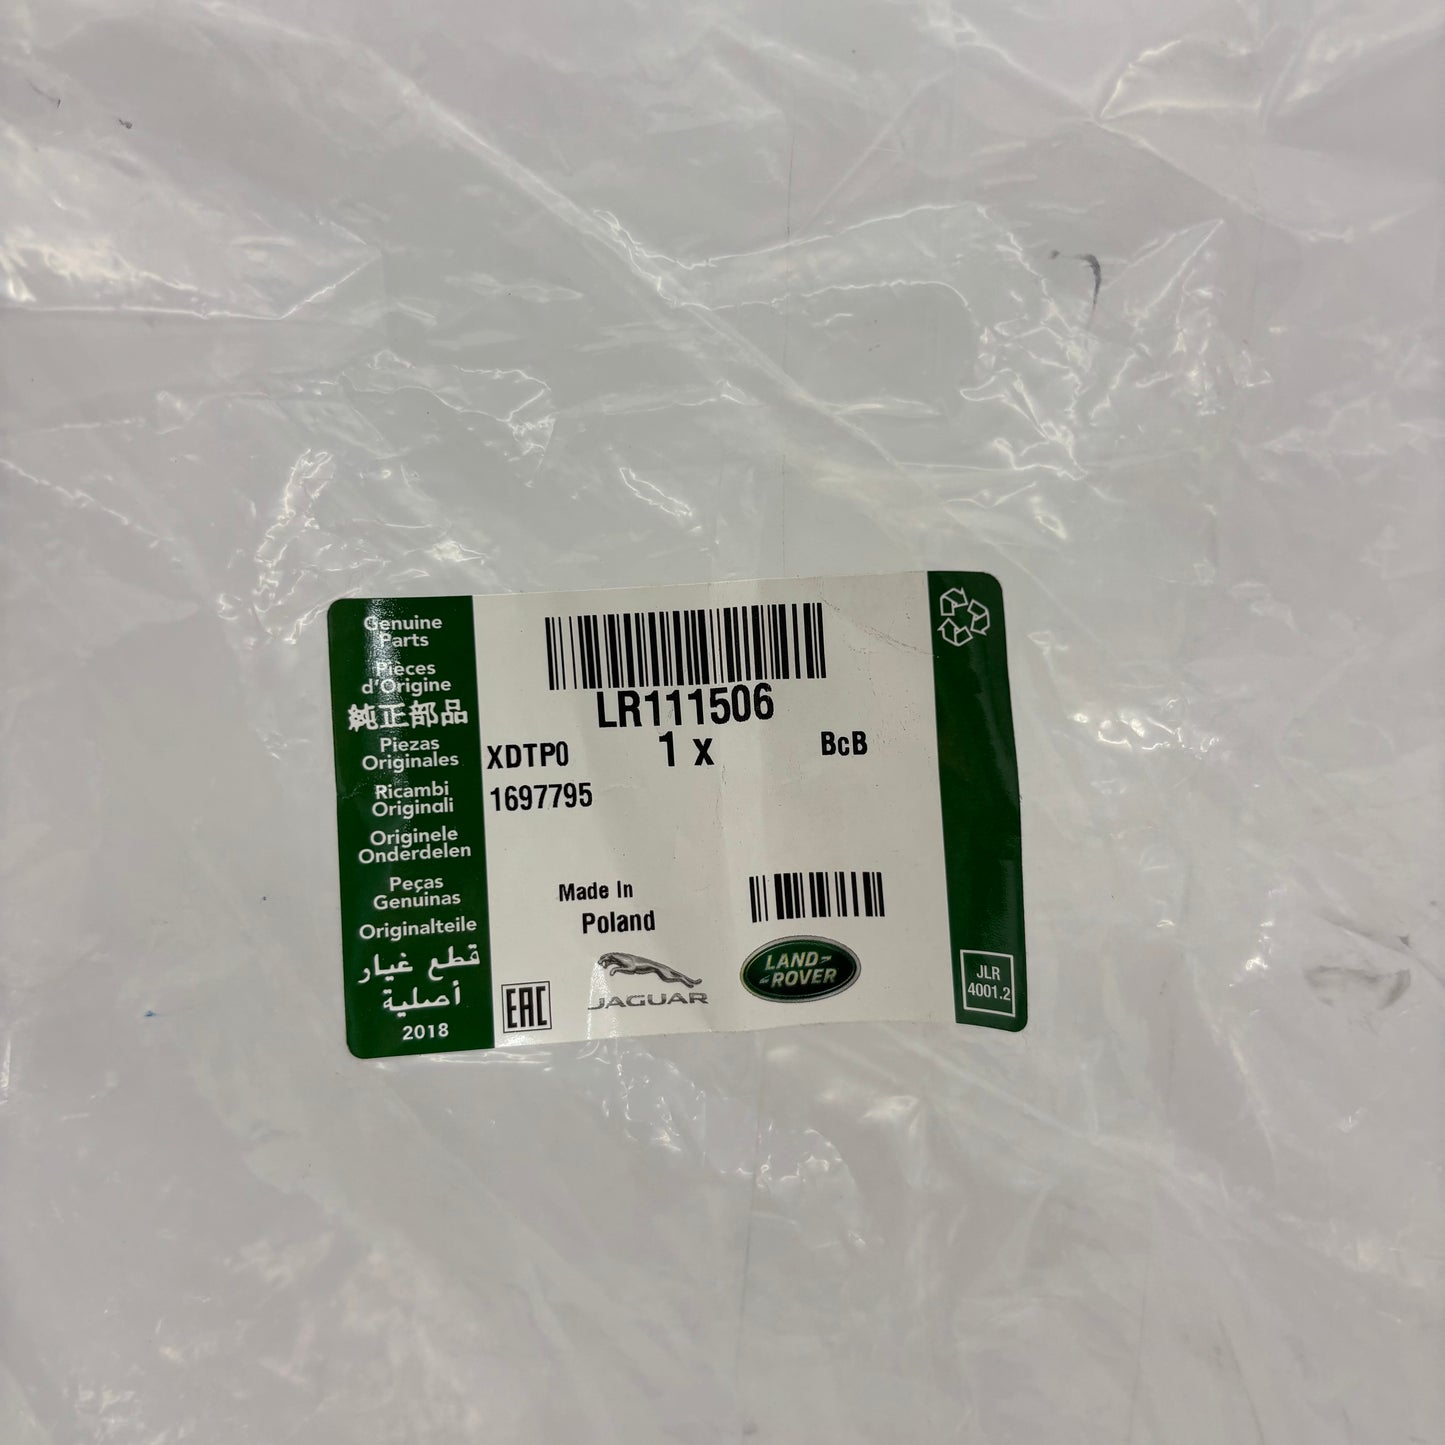 Genuine
Parts
Pièces
d'Origine
純正部品
Piezas
Originales
Ricambi
Originali
Originele
Onderdelen
Peças
Genuinas
Originalteile
قطع غيار
أصلية
2018
LR111506
XDTP0 1 x BcB
1697795
Made In
Poland
EAC
JAGUAR
LAND
ROVER
JLR
4001.2